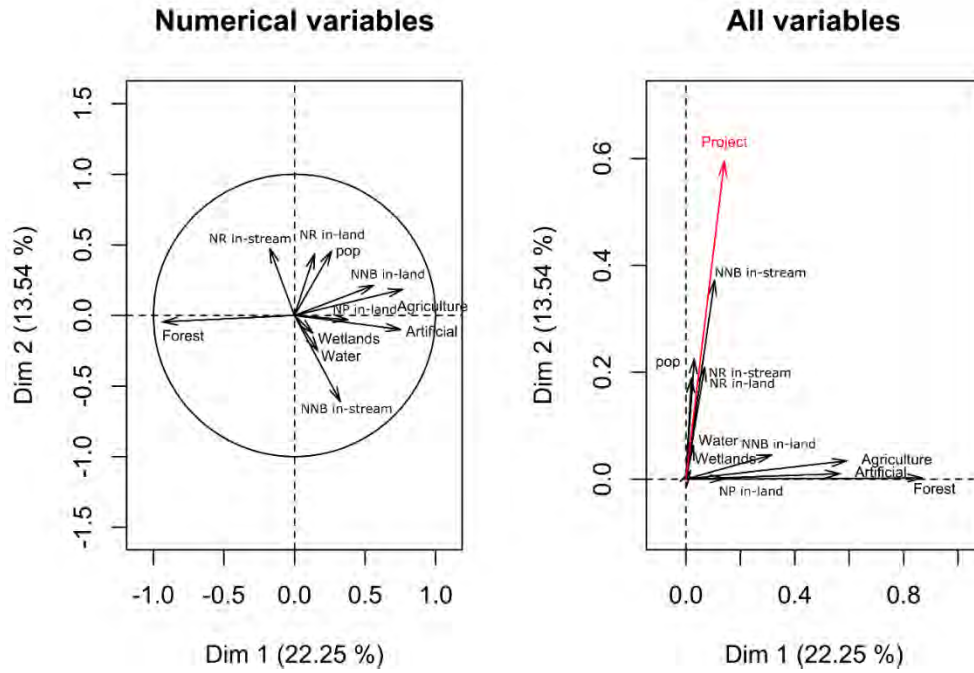 Numerical variables
1.5
1.0
0.5
0.0
-0.5
-1.0
-1.5
Dim 2 (13.54 %)
NR in-stream
NR in-land
pop
NNB in-land
NP in-land
Agriculture
Forest
Artificial
Wetlands
Water
NNB in-stream
-1.0 0.0 0.5 1.0
Dim 1 (22.25 %)
All variables
0.6
0.4
0.2
0.0
Dim 2 (13.54 %)
Project
NNB in-stream
pop
NR in-stream
NR in-land
Water
NNB in-land
Wetlands
Agriculture
Artificial
NP in-land
Forest
0.0 0.4 0.8
Dim 1 (22.25 %)